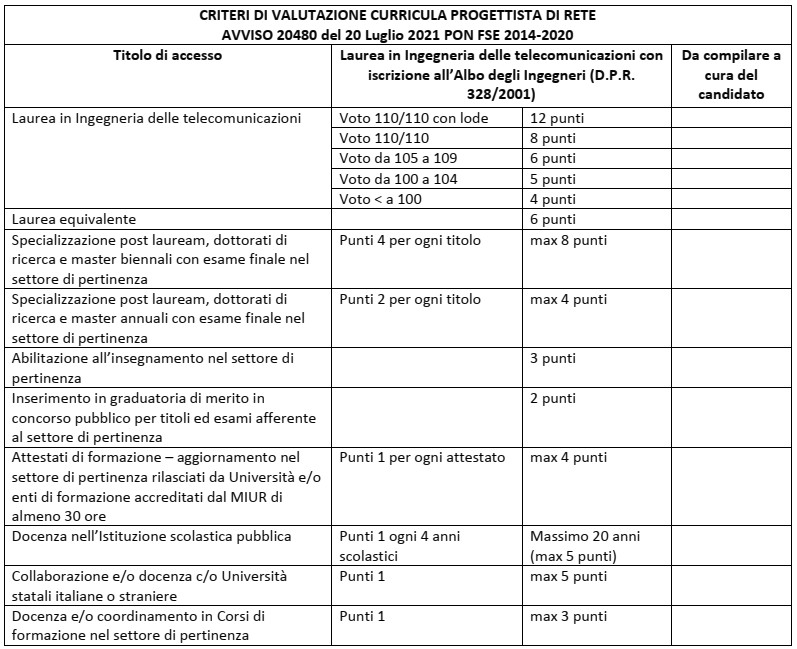 CRITERI DI VALUTAZIONE CURRICULA PROGETTISTA DI RETE
AVVISO 20480 del 20 Luglio 2021 PON FSE 2014-2020
Titolo di accesso
Laurea in Ingegneria delle telecomunicazioni con
iscrizione all’Albo degli Ingegneri (D.P.R.
328/2001)
Da compilare a
cura del
candidato
Laurea in Ingegneria delle telecomunicazioni
Voto 110/110 con lode
12 punti
Voto 110/110
8 punti
Voto da 105 a 109
6 punti
Voto da 100 a 104
5 punti
Voto < a 100
4 punti
Laurea equivalente
6 punti
Specializzazione post lauream, dottorati di
ricerca e master biennali con esame finale nel
settore di pertinenza
Punti 4 per ogni titolo
max 8 punti
Specializzazione post lauream, dottorati di
ricerca e master annuali con esame finale nel
settore di pertinenza
Punti 2 per ogni titolo
max 4 punti
Abilitazione all’insegnamento nel settore di
pertinenza
3 punti
Inserimento in graduatoria di merito in
concorso pubblico per titoli ed esami afferente
al settore di pertinenza
2 punti
Attestati di formazione – aggiornamento nel
settore di pertinenza rilasciati da Università e/o
enti di formazione accreditati dal MIUR di
almeno 30 ore
Punti 1 per ogni attestato
max 4 punti
Docenza nell’Istituzione scolastica pubblica
Punti 1 ogni 4 anni
scolastici
Massimo 20 anni
(max 5 punti)
Collaborazione e/o docenza c/o Università
statali italiane o straniere
Punti 1
max 5 punti
Docenza e/o coordinamento in Corsi di
formazione nel settore di pertinenza
Punti 1
max 3 punti